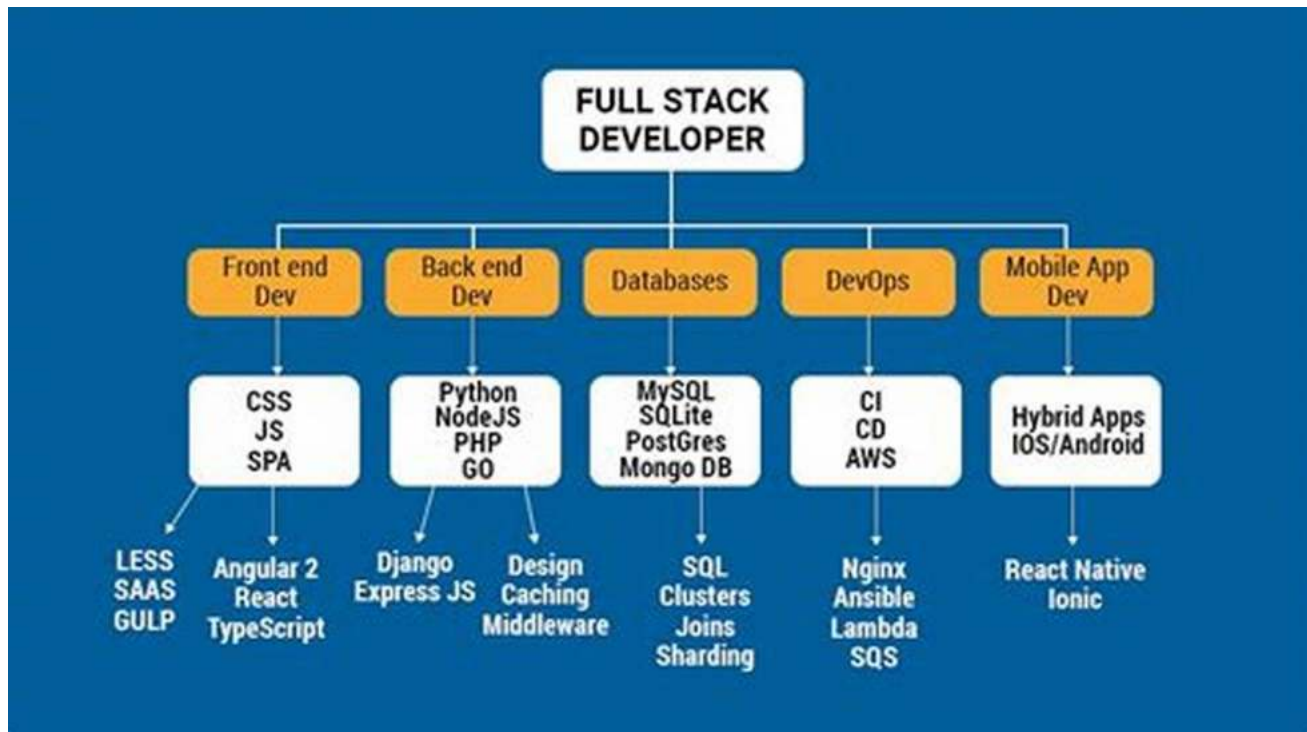 FULL STACK
DEVELOPER
Front end
Dev
Back end
Dev
Databases
DevOps
Mobile App
Dev
CSS
JS
SPA
Python
NodeJS
PHP
GO
MySQL
SQLite
PostGres
Mongo DB
CI
CD
AWS
Hybrid Apps
IOS/Android
LESS
SAAS
GULP
Angular 2
React
TypeScript
Django
Express JS
Design
Caching
Middleware
SQL
Clusters
Joins
Sharding
Nginx
Ansible
Lambda
SQS
React Native
Ionic